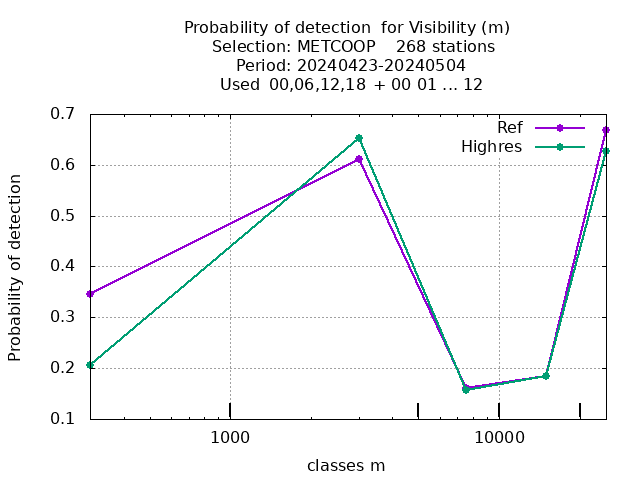 Probability of detection  for Visibility (m)
Selection: METCOOP    268 stations
Period: 20240423-20240504
Used  00,06,12,18  + 00 01 ... 12
Ref
Highres
0.7
0.6
0.5
0.4
0.3
0.2
0.1
Probability of detection
1000
10000
classes m